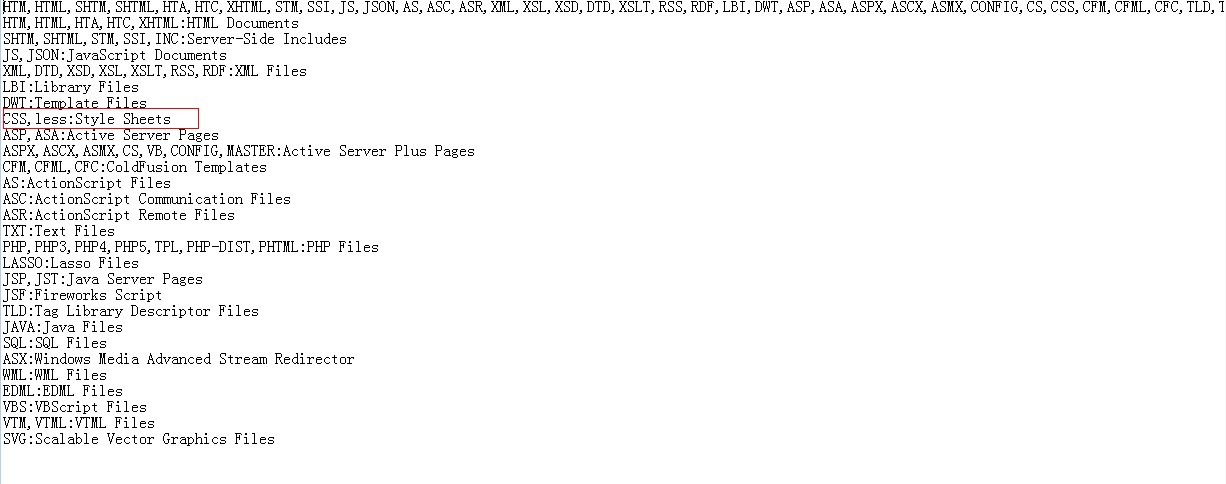 HTM,HTML,SHTM,SHTML,HTA,HTC,XHTML,STM,SSI,JS,JSON,AS,ASC,ASR,XML,XSL,XSD,DTD,XSLT,RSS,RDF,LBI,DWT,ASP,ASA,ASPX,ASCX,ASMX,CONFIG,CS,CSS,CFM,CFML,CFC,TLD,T
HTM,HTML,HTA,HTC,XHTML:HTML Documents
SHTM,SHTML,STM,SSI,INC:Server-Side Includes
JS,JSON:JavaScript Documents
XML,DTD,XSD,XSL,XSLT,RSS,RDF:XML Files
LBI:Library Files
DWT:Template Files
CSS,less:Style Sheets
ASP,ASA:Active Server Pages
ASPX,ASCX,ASMX,CS,VB,CONFIG,MASTER:Active Server Plus Pages
CFM,CFML,CFC:ColdFusion Templates
AS:ActionScript Files
ASC:ActionScript Communication Files
ASR:ActionScript Remote Files
TXT:Text Files
PHP,PHP3,PHP4,PHP5,TPL,PHP-DIST,PHTML:PHP Files
LASSO:Lasso Files
JSP,JST:Java Server Pages
JSF:Fireworks Script
TLD:Tag Library Descriptor Files
JAVA:Java Files
SQL:SQL Files
ASX:Windows Media Advanced Stream Redirector
WML:WML Files
EDML:EDML Files
VBS:VBScript Files
VTM,VTML:VTML Files
SVG:Scalable Vector Graphics Files